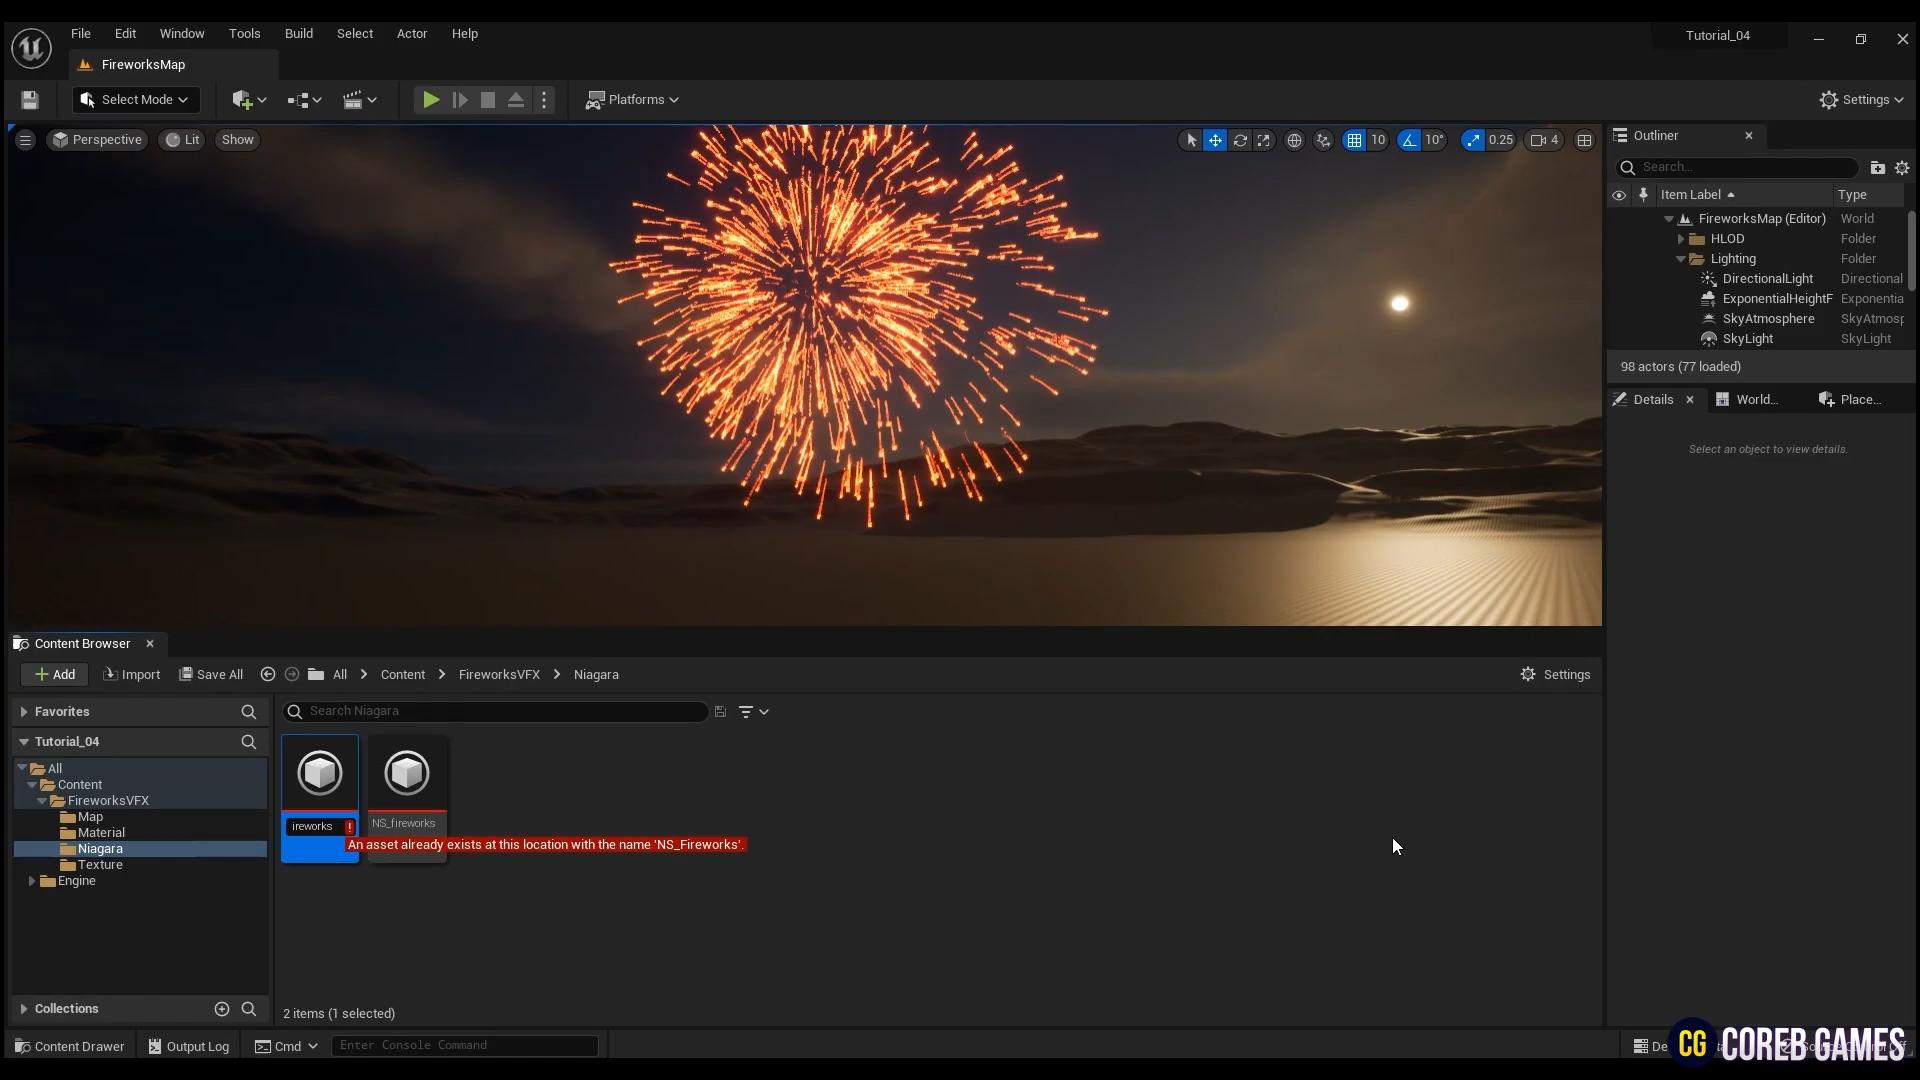 File Edit Window Tools Build Select Actor Help
Tutorial_04
FireworksMap
Select Mode
Platforms
Settings
Perspective Lit Show
10 10° 0.25 4
Outliner
Search...
Item Label Type
FireworksMap (Editor) World
HLOD Folder
Lighting Folder
DirectionalLight Directional
ExponentialHeightF Exponentia
SkyAtmosphere SkyAtmosp
SkyLight SkyLight
98 actors (77 loaded)
Details World... Place...
Select an object to view details.
Content Browser
Add Import Save All All Content FireworksVFX Niagara Settings
Favorites
Search Niagara
Tutorial_04
All
Content
FireworksVFX
Map
Material
Niagara
Texture
Engine
ireworks !
NS_fireworks
An asset already exists at this location with the name 'NS_Fireworks'.
Collections
2 items (1 selected)
Content Drawer Output Log Cmd Enter Console Command
CG COREB GAMES